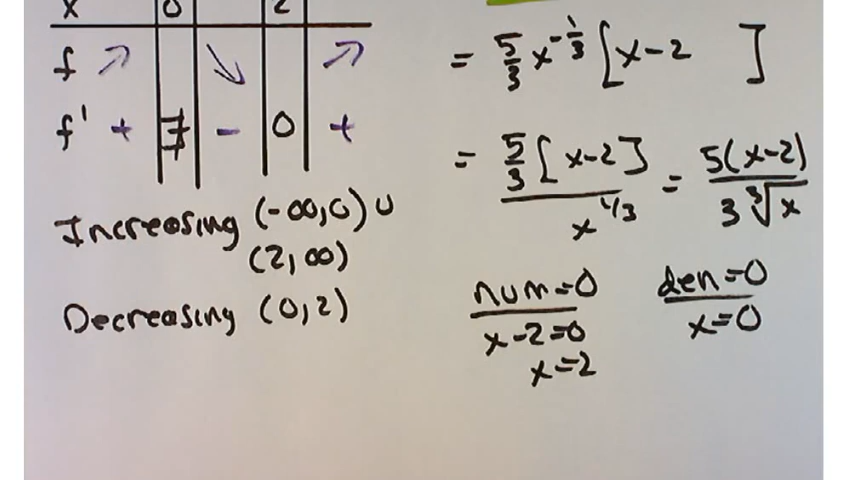 x 0 2
f ↗ ↘ ↗
f' + ∄ - 0 +
Increasing (-∞,0) ∪
(2,∞)
Decreasing (0,2)
= 5/3 x^(-1/3) [x-2 ]
= 5/3 [x-2] / x^(1/3) = 5(x-2) / 3∛x
num=0
x-2=0
x=2
den=0
x=0